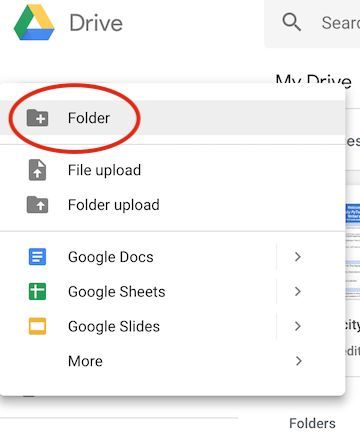 Drive
Sear
My Drive
Folder
es
File upload
Folder upload
Google Docs
Google Sheets
Google Slides
city
edit
More
Folders